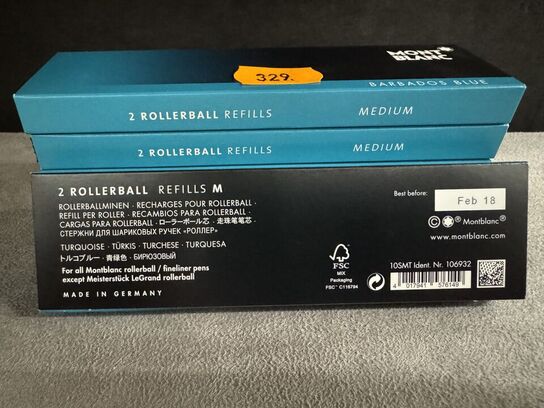 329.
MONT
BLANC
BARBADOS BLUE
2 ROLLERBALL REFILLS MEDIUM
2 ROLLERBALL REFILLS MEDIUM
2 ROLLERBALL REFILLS M
ROLLERBALLMINEN · RECHARGES POUR ROLLERBALL ·
REFILL PER ROLLER · RECAMBIOS PARA ROLLERBALL ·
CARGAS PARA ROLLERBALL · ローラーボール芯 · 走珠笔笔芯 ·
СТЕРЖНИ ДЛЯ ШАРИКОВЫХ РУЧЕК «РОЛЛЕР»
TURQUOISE · TÜRKIS · TURCHESE · TURQUESA
トルコブルー · 青绿色 · БИРЮЗОВЫЙ
For all Montblanc rollerball / fineliner pens
except Meisterstück LeGrand rollerball
MADE IN GERMANY
Best before: Feb 18
© Montblanc®
www.montblanc.com
FSC
MIX
Packaging
FSC™ C116794
10SMT Ident. Nr. 106932
4 017941 576149